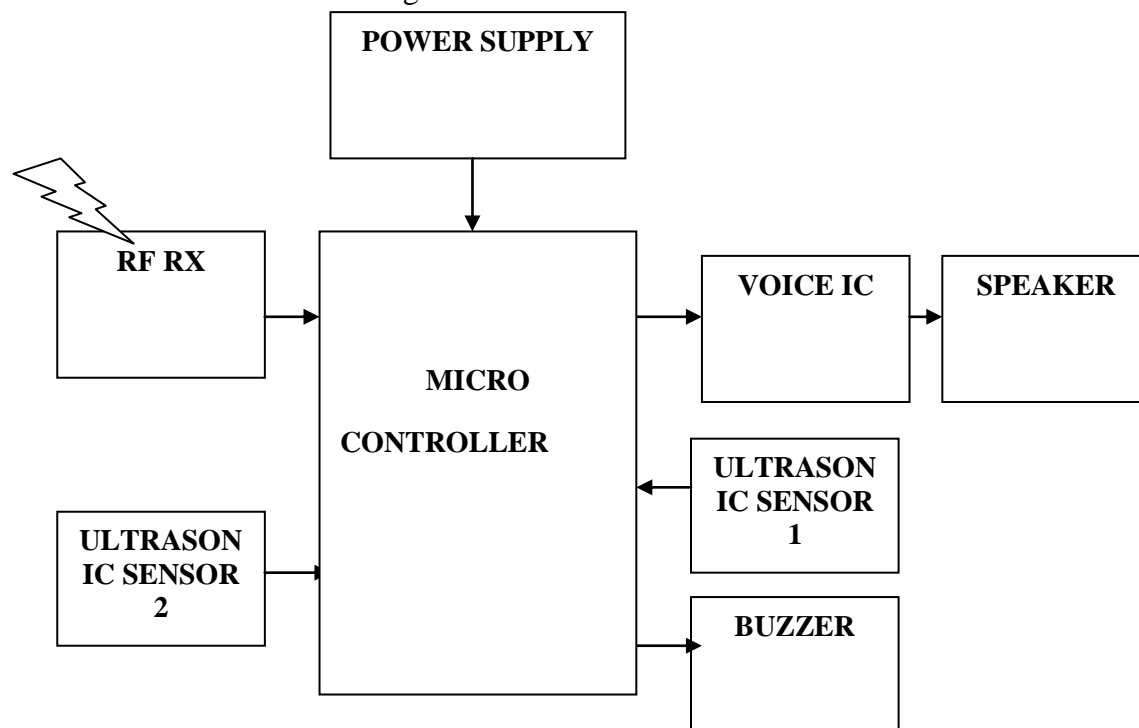 POWER SUPPLY
RF RX
VOICE IC
SPEAKER
MICRO
CONTROLLER
ULTRASON
IC SENSOR
1
ULTRASON
IC SENSOR
2
BUZZER